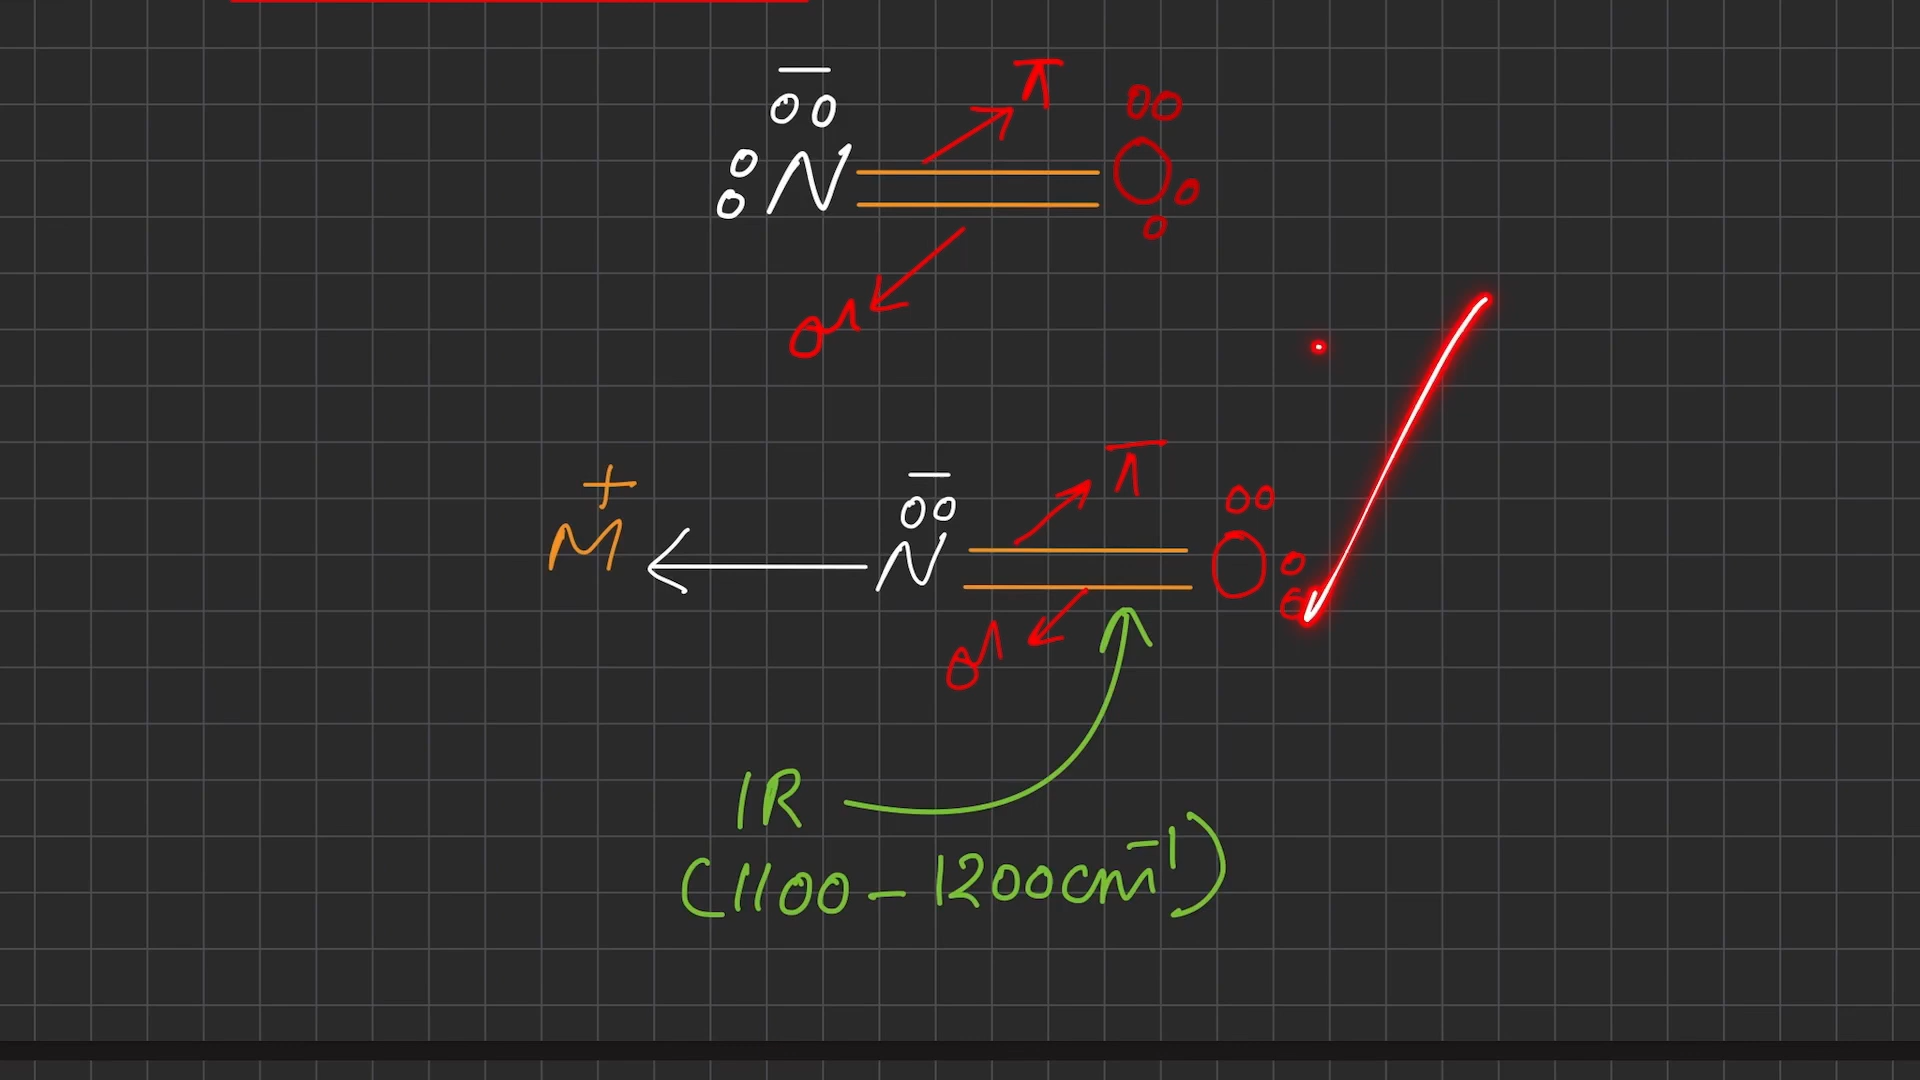 π
N = O
σ
M⁺ ← N⁻ = O
π
σ
IR
(1100 – 1200cm⁻¹)